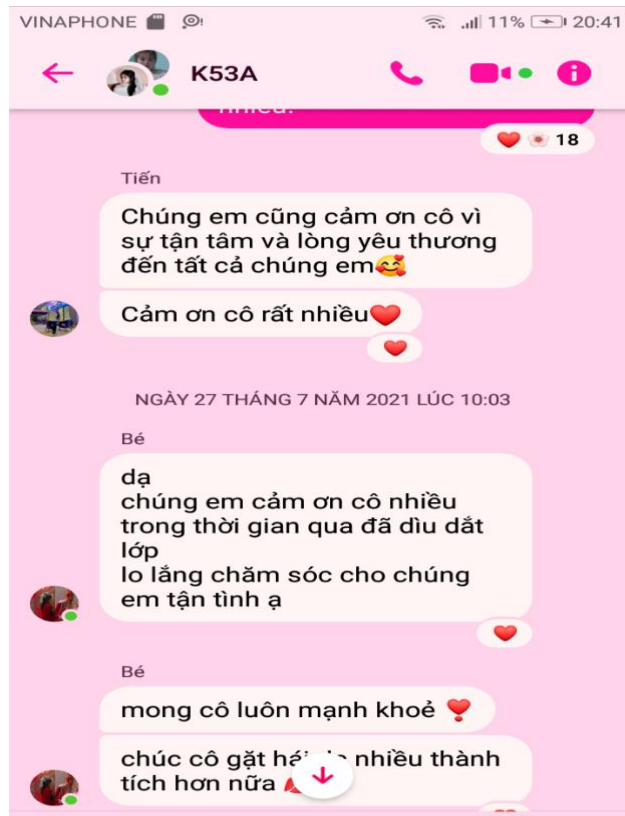 VINAPHONE 11% 20:41
K53A
18
Tiến
Chúng em cũng cảm ơn cô vì
sự tận tâm và lòng yêu thương
đến tất cả chúng em🥰
Cảm ơn cô rất nhiều❤️
NGÀY 27 THÁNG 7 NĂM 2021 LÚC 10:03
Bé
dạ
chúng em cảm ơn cô nhiều
trong thời gian qua đã dìu dắt
lớp
lo lắng chăm sóc cho chúng
em tận tình ạ
Bé
mong cô luôn mạnh khoẻ ❣️
chúc cô gặt nhiều thành
tích hơn nữa